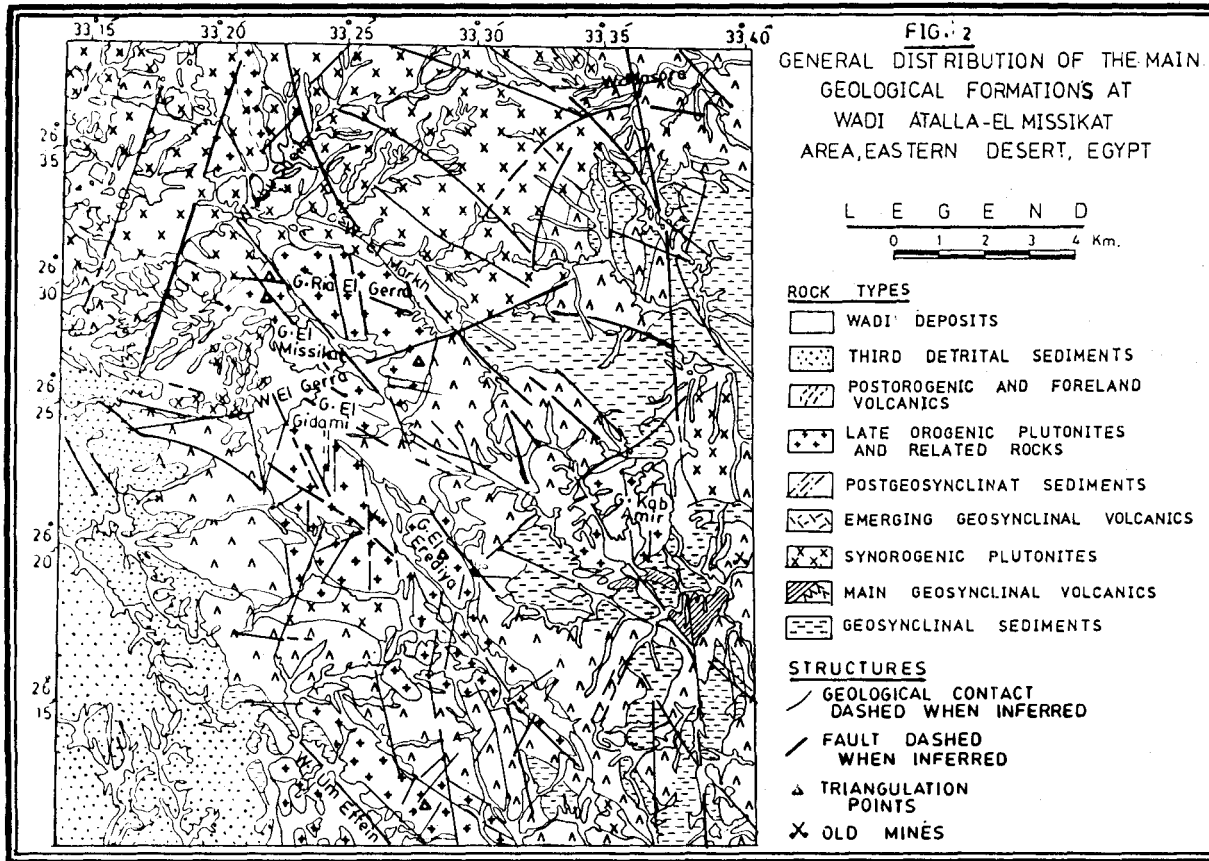 33°15
33°20
33°25
33°30
33°35
33°40
FIG. 2
GENERAL DISTRIBUTION OF THE MAIN
GEOLOGICAL FORMATIONS AT
WADI ATALLA-EL MISSIKAT
AREA, EASTERN DESERT, EGYPT
LEGEND
0 1 2 3 4 Km.
ROCK TYPES
WADI DEPOSITS
THIRD DETRITAL SEDIMENTS
POSTOROGENIC AND FORELAND
VOLCANICS
LATE OROGENIC PLUTONITES
AND RELATED ROCKS
POSTGEOSYNCLINAT SEDIMENTS
EMERGING GEOSYNCLINAL VOLCANICS
SYNOROGENIC PLUTONITES
MAIN GEOSYNCLINAL VOLCANICS
GEOSYNCLINAL SEDIMENTS
STRUCTURES
GEOLOGICAL CONTACT
DASHED WHEN INFERRED
FAULT DASHED
WHEN INFERRED
TRIANGULATION
POINTS
OLD MINES
26°
35
26°
30
26°
25
26°
20
26°
15
Markh
G. Ria El Gerra
G. El
Missikat
W. El Gerra
G. El
Gidami
G. Kab
Amir
G. El
Erediya
W. Um Effein